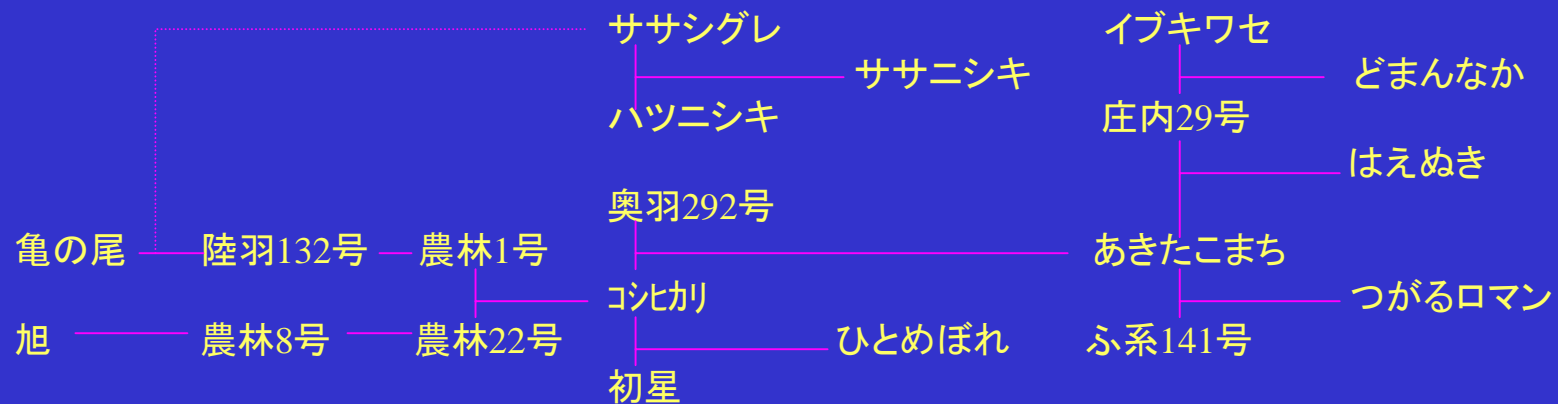 ササシグレ
イブキワセ
ササニシキ
どまんなか
ハツニシキ
庄内29号
はえぬき
奥羽292号
亀の尾
陸羽132号
農林1号
あきたこまち
コシヒカリ
つがるロマン
旭
農林8号
農林22号
ひとめぼれ
ふ系141号
初星